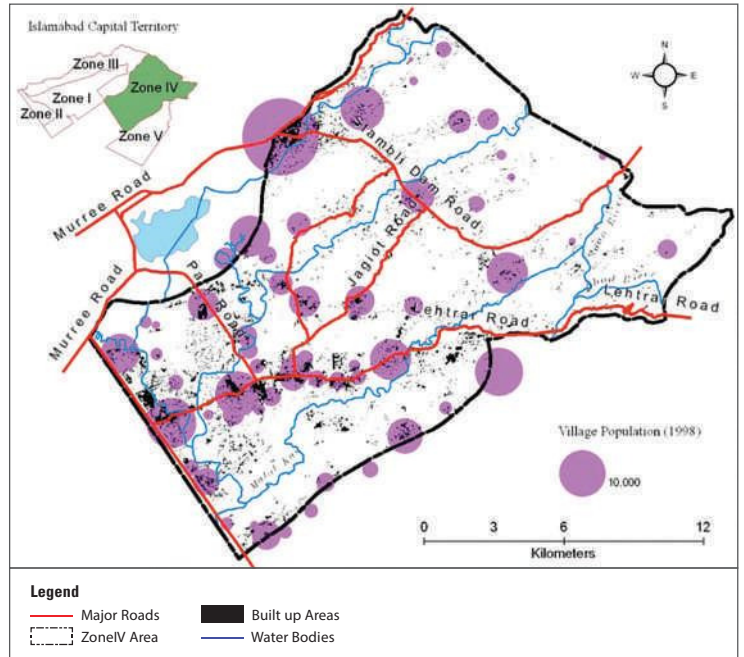 Islamabad Capital Territory
Zone III
Zone IV
Zone I
Zone II
Zone V
N
W E
S
Murree Road
Stambli Dam Road
Jagiot Road
Murree Road
Park Road
Lehtrar Road
Lehtrar Road
Village Population (1998)
10,000
0 3 6 12
Kilometers
Legend
Major Roads
Built up Areas
ZoneIV Area
Water Bodies